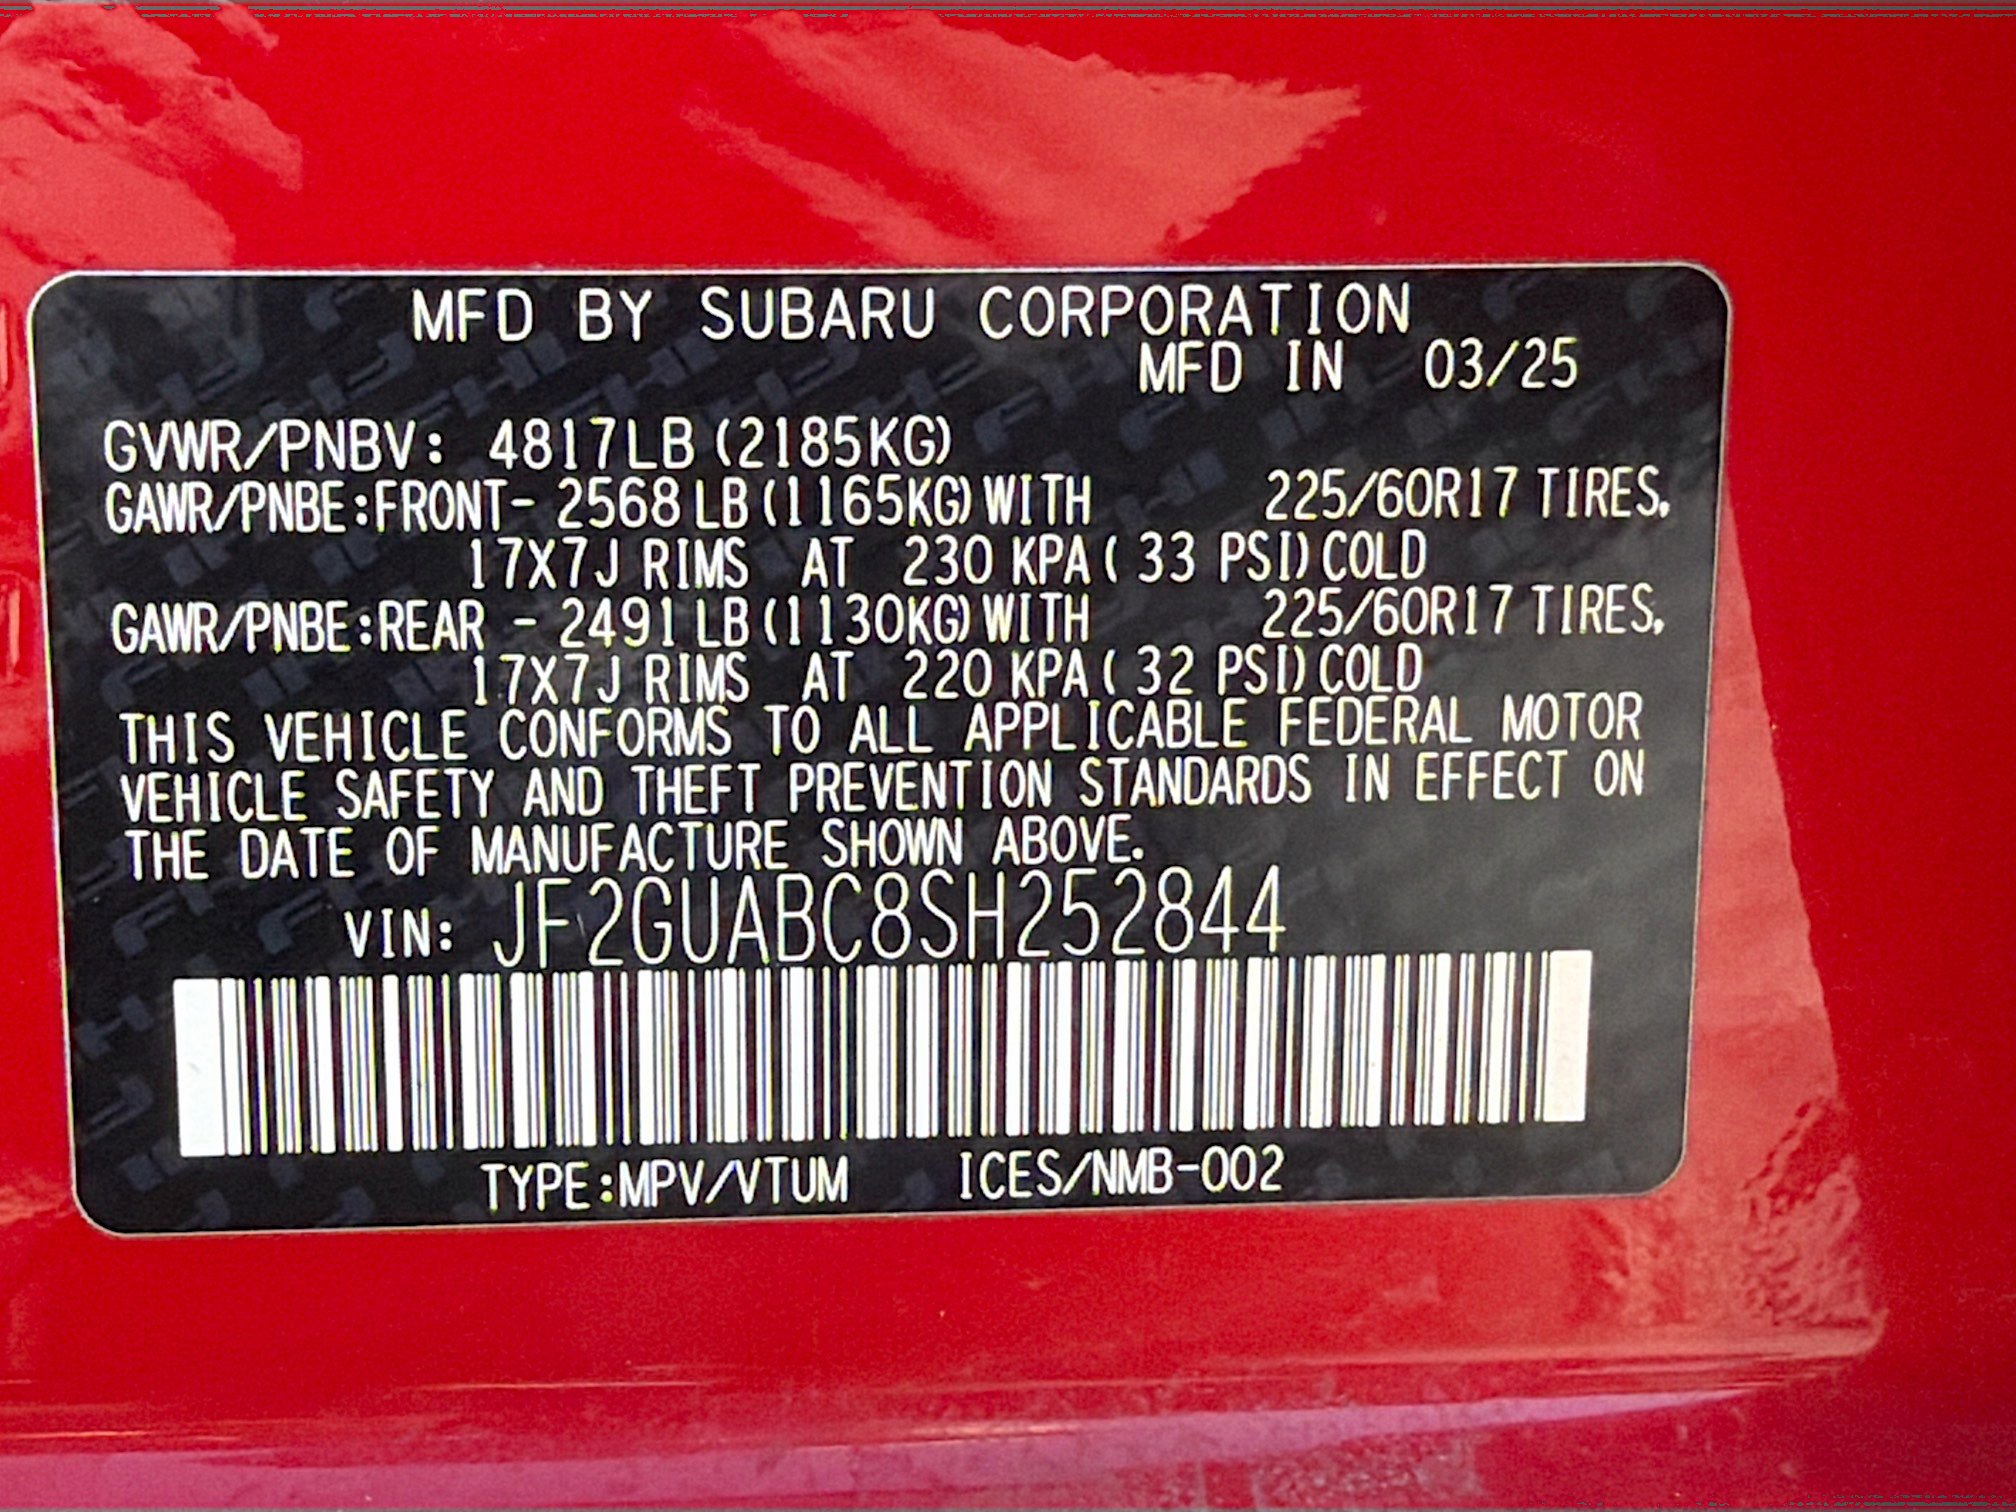 MFD BY SUBARU CORPORATION
MFD IN 03/25
GVWR/PNBV: 4817LB (2185KG)
GAWR/PNBE:FRONT- 2568 LB (1165KG) WITH 225/60R17 TIRES,
17X7J RIMS AT 230 KPA ( 33 PSI) COLD
GAWR/PNBE:REAR - 2491 LB (1130KG) WITH 225/60R17 TIRES,
17X7J RIMS AT 220 KPA ( 32 PSI) COLD
THIS VEHICLE CONFORMS TO ALL APPLICABLE FEDERAL MOTOR
VEHICLE SAFETY AND THEFT PREVENTION STANDARDS IN EFFECT ON
THE DATE OF MANUFACTURE SHOWN ABOVE.
VIN: JF2GUABC8SH252844
TYPE:MPV/VTUM ICES/NMB-002